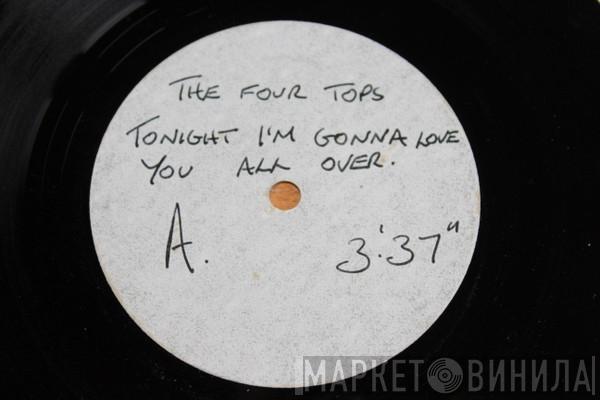 THE FOUR TOPS
TONIGHT I'M GONNA LOVE
YOU ALL OVER.
A. 3'.37"
МАРКЕТ ВИНИЛА